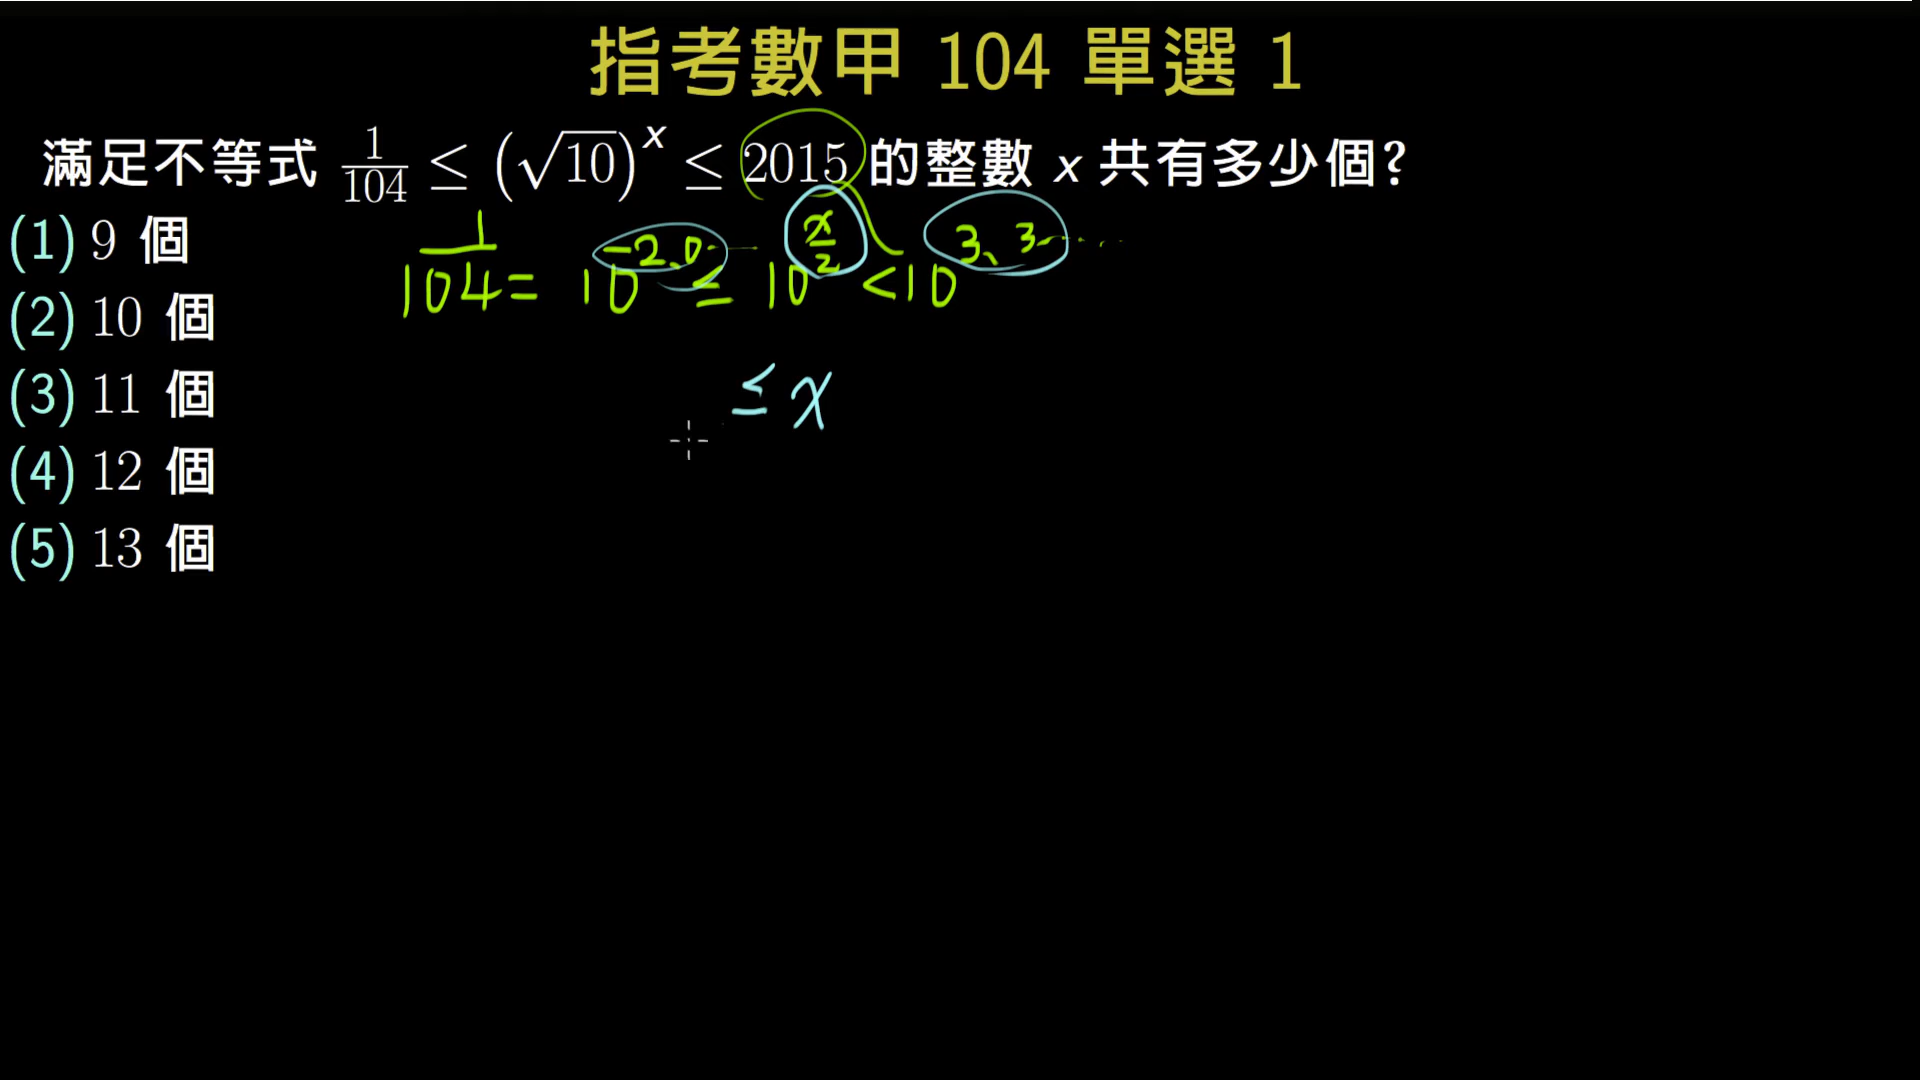 指考數甲 104 單選 1
滿足不等式 1/104 ≤ (√10)^x ≤ 2015 的整數 x 共有多少個?
(1) 9 個
(2) 10 個
(3) 11 個
(4) 12 個
(5) 13 個
1/104 = 10^(-2.0...) ≤ 10^(x/2) < 10^(3.3...)
≤ x